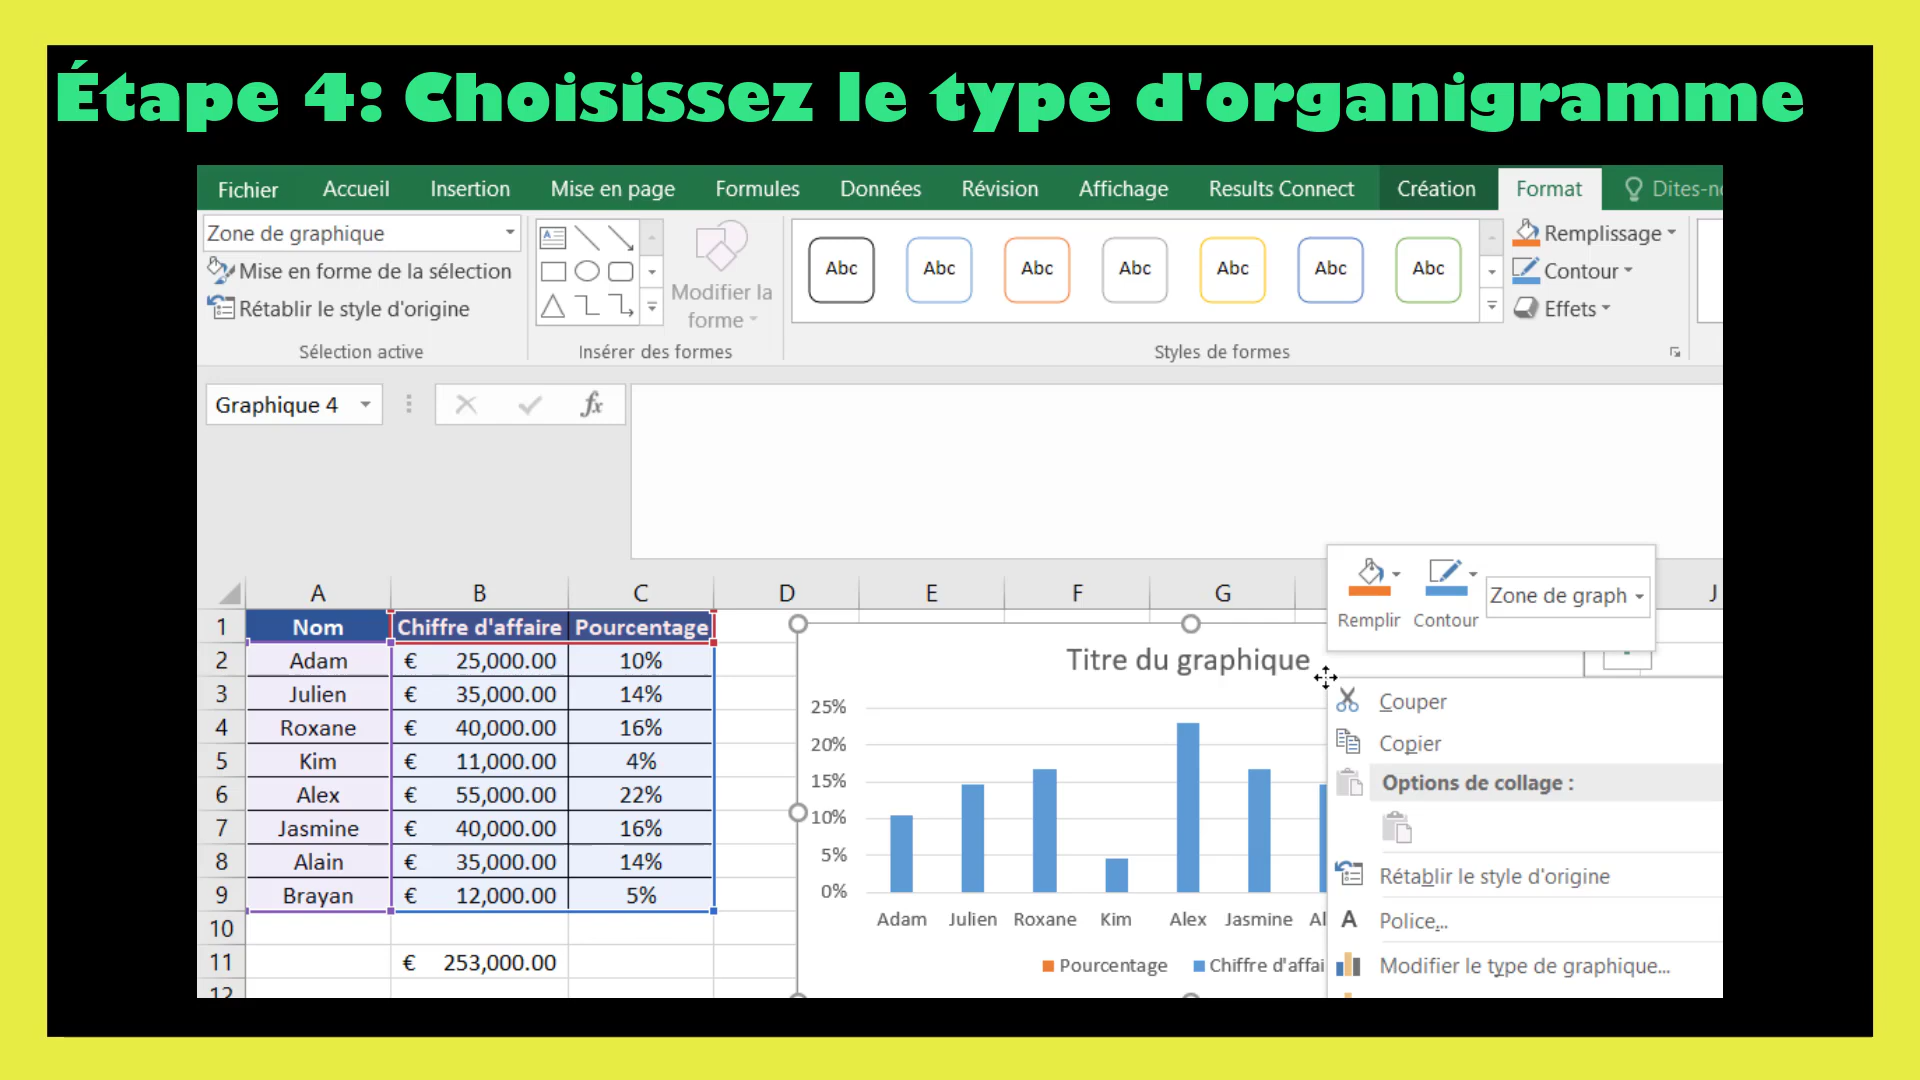 Étape 4: Choisissez le type d'organigramme
Fichier Accueil Insertion Mise en page Formules Données Révision Affichage Results Connect Création Format Dites-
Zone de graphique
Mise en forme de la sélection
Rétablir le style d'origine
Sélection active
Modifier la
forme
Insérer des formes
Abc Abc Abc Abc Abc Abc Abc
Styles de formes
Remplissage
Contour
Effets
Graphique 4 fx
A B C D E F G J
1 Nom Chiffre d'affaire Pourcentage
2 Adam € 25,000.00 10%
3 Julien € 35,000.00 14%
4 Roxane € 40,000.00 16%
5 Kim € 11,000.00 4%
6 Alex € 55,000.00 22%
7 Jasmine € 40,000.00 16%
8 Alain € 35,000.00 14%
9 Brayan € 12,000.00 5%
10
11 € 253,000.00
12
Titre du graphique
25%
20%
15%
10%
5%
0%
Adam Julien Roxane Kim Alex Jasmine Al
Pourcentage Chiffre d'affai
Remplir Contour Zone de graph
Couper
Copier
Options de collage :
Rétablir le style d'origine
A Police...
Modifier le type de graphique...